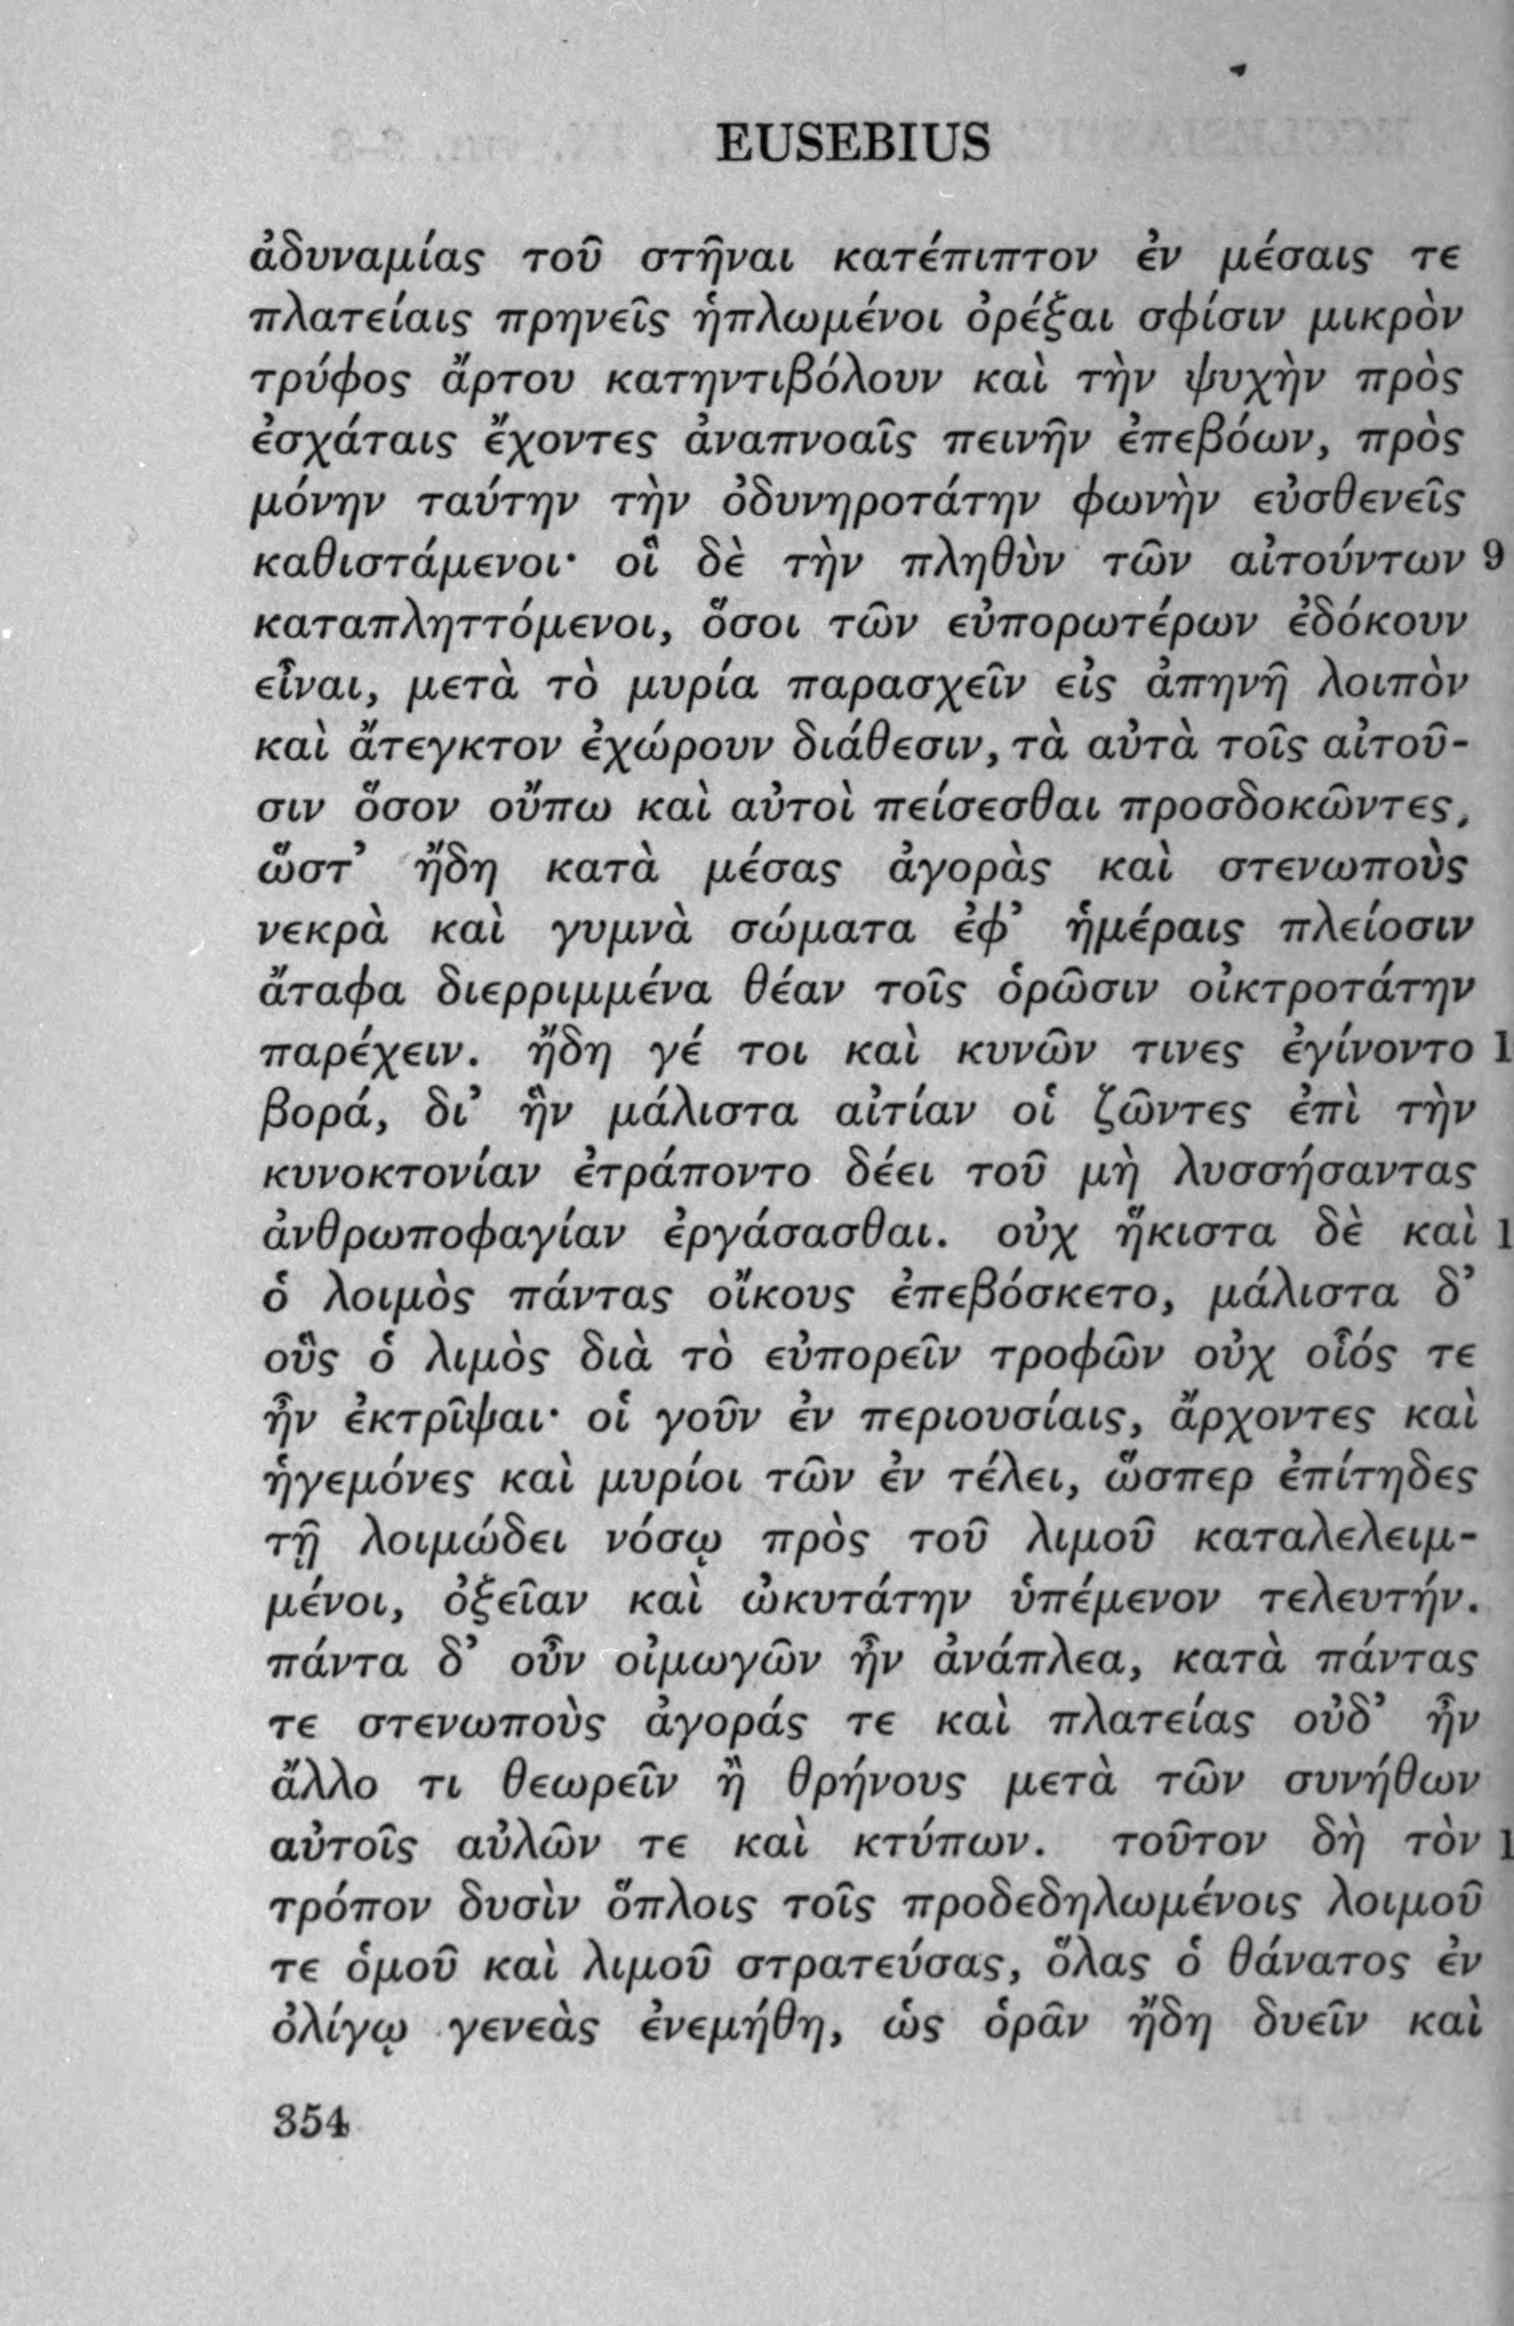 EUSEBIUS
ἀδυναμίας τοῦ στῆναι κατέπιπτον ἐν μέσαις τε
πλατείαις πρηνεῖς ἡπλωμένοι ὀρέξαι σφίσιν μικρὸν
τρύφος ἄρτου κατηντιβόλουν καὶ τὴν ψυχὴν πρὸς
ἐσχάταις ἔχοντες ἀναπνοαῖς πεινῆν ἐπεβόων, πρὸς
μόνην ταύτην τὴν ὀδυνηροτάτην φωνὴν εὐσθενεῖς
καθιστάμενοι· οἳ δὲ τὴν πληθὺν τῶν αἰτούντων 9
καταπληττόμενοι, ὅσοι τῶν εὐπορωτέρων ἐδόκουν
εἶναι, μετὰ τὸ μυρία παρασχεῖν εἰς ἀπηνῆ λοιπὸν
καὶ ἄτεγκτον ἐχώρουν διάθεσιν, τὰ αὐτὰ τοῖς αἰτοῦ-
σιν ὅσον οὔπω καὶ αὐτοὶ πείσεσθαι προσδοκῶντες,
ὥστ᾽ ἤδη κατὰ μέσας ἀγορὰς καὶ στενωποὺς
νεκρὰ καὶ γυμνὰ σώματα ἐφ᾽ ἡμέραις πλείοσιν
ἄταφα διερριμμένα θέαν τοῖς ὁρῶσιν οἰκτροτάτην
παρέχειν. ἤδη γέ τοι καὶ κυνῶν τινες ἐγίνοντο 1
βορά, δι᾽ ἣν μάλιστα αἰτίαν οἱ ζῶντες ἐπὶ τὴν
κυνοκτονίαν ἐτράποντο δέει τοῦ μὴ λυσσήσαντας
ἀνθρωποφαγίαν ἐργάσασθαι. οὐχ ἥκιστα δὲ καὶ 1
ὁ λοιμὸς πάντας οἴκους ἐπεβόσκετο, μάλιστα δ᾽
οὓς ὁ λιμὸς διὰ τὸ εὐπορεῖν τροφῶν οὐχ οἷός τε
ἦν ἐκτρῖψαι· οἱ γοῦν ἐν περιουσίαις, ἄρχοντες καὶ
ἡγεμόνες καὶ μυρίοι τῶν ἐν τέλει, ὥσπερ ἐπίτηδες
τῇ λοιμώδει νόσῳ πρὸς τοῦ λιμοῦ καταλελειμ-
μένοι, ὀξεῖαν καὶ ὠκυτάτην ὑπέμενον τελευτήν.
πάντα δ᾽ οὖν οἰμωγῶν ἦν ἀνάπλεα, κατὰ πάντας
τε στενωποὺς ἀγοράς τε καὶ πλατείας οὐδ᾽ ἦν
ἄλλο τι θεωρεῖν ἢ θρήνους μετὰ τῶν συνήθων
αὐτοῖς αὐλῶν τε καὶ κτύπων. τοῦτον δὴ τὸν 1
τρόπον δυσὶν ὅπλοις τοῖς προδεδηλωμένοις λοιμοῦ
τε ὁμοῦ καὶ λιμοῦ στρατεύσας, ὅλας ὁ θάνατος ἐν
ὀλίγῳ γενεὰς ἐνεμήθη, ὡς ὁρᾶν ἤδη δυεῖν καὶ
354